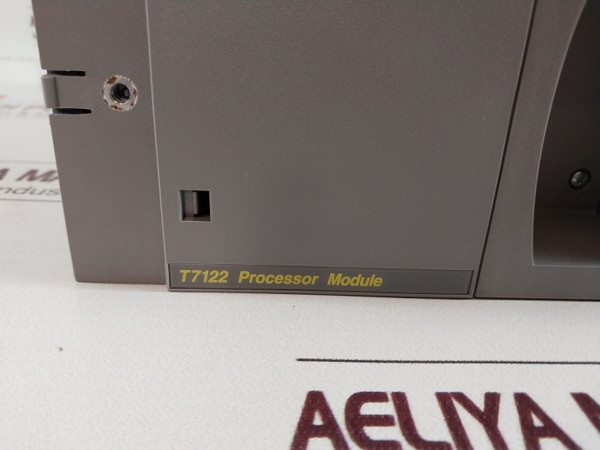 T7122 Processor Module
AELIYA M